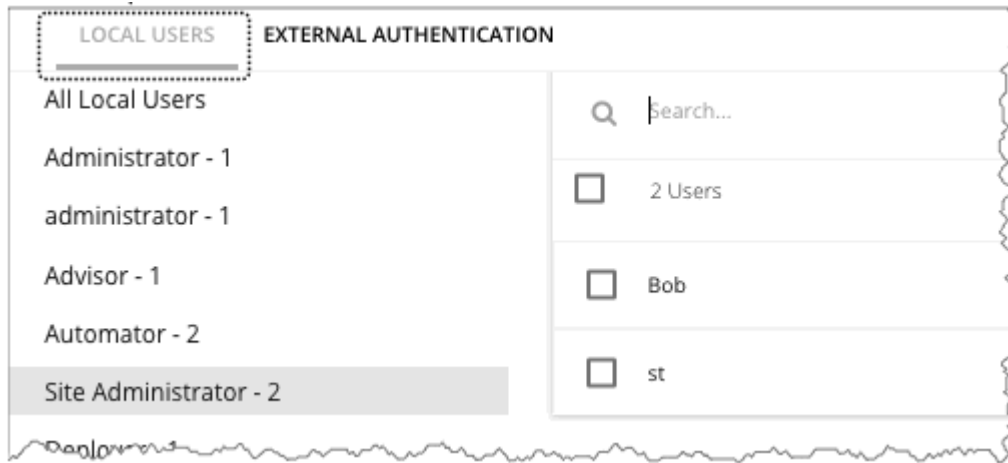 LOCAL USERS EXTERNAL AUTHENTICATION
All Local Users
Administrator - 1
administrator - 1
Advisor - 1
Automator - 2
Site Administrator - 2
Search...
2 Users
Bob
st